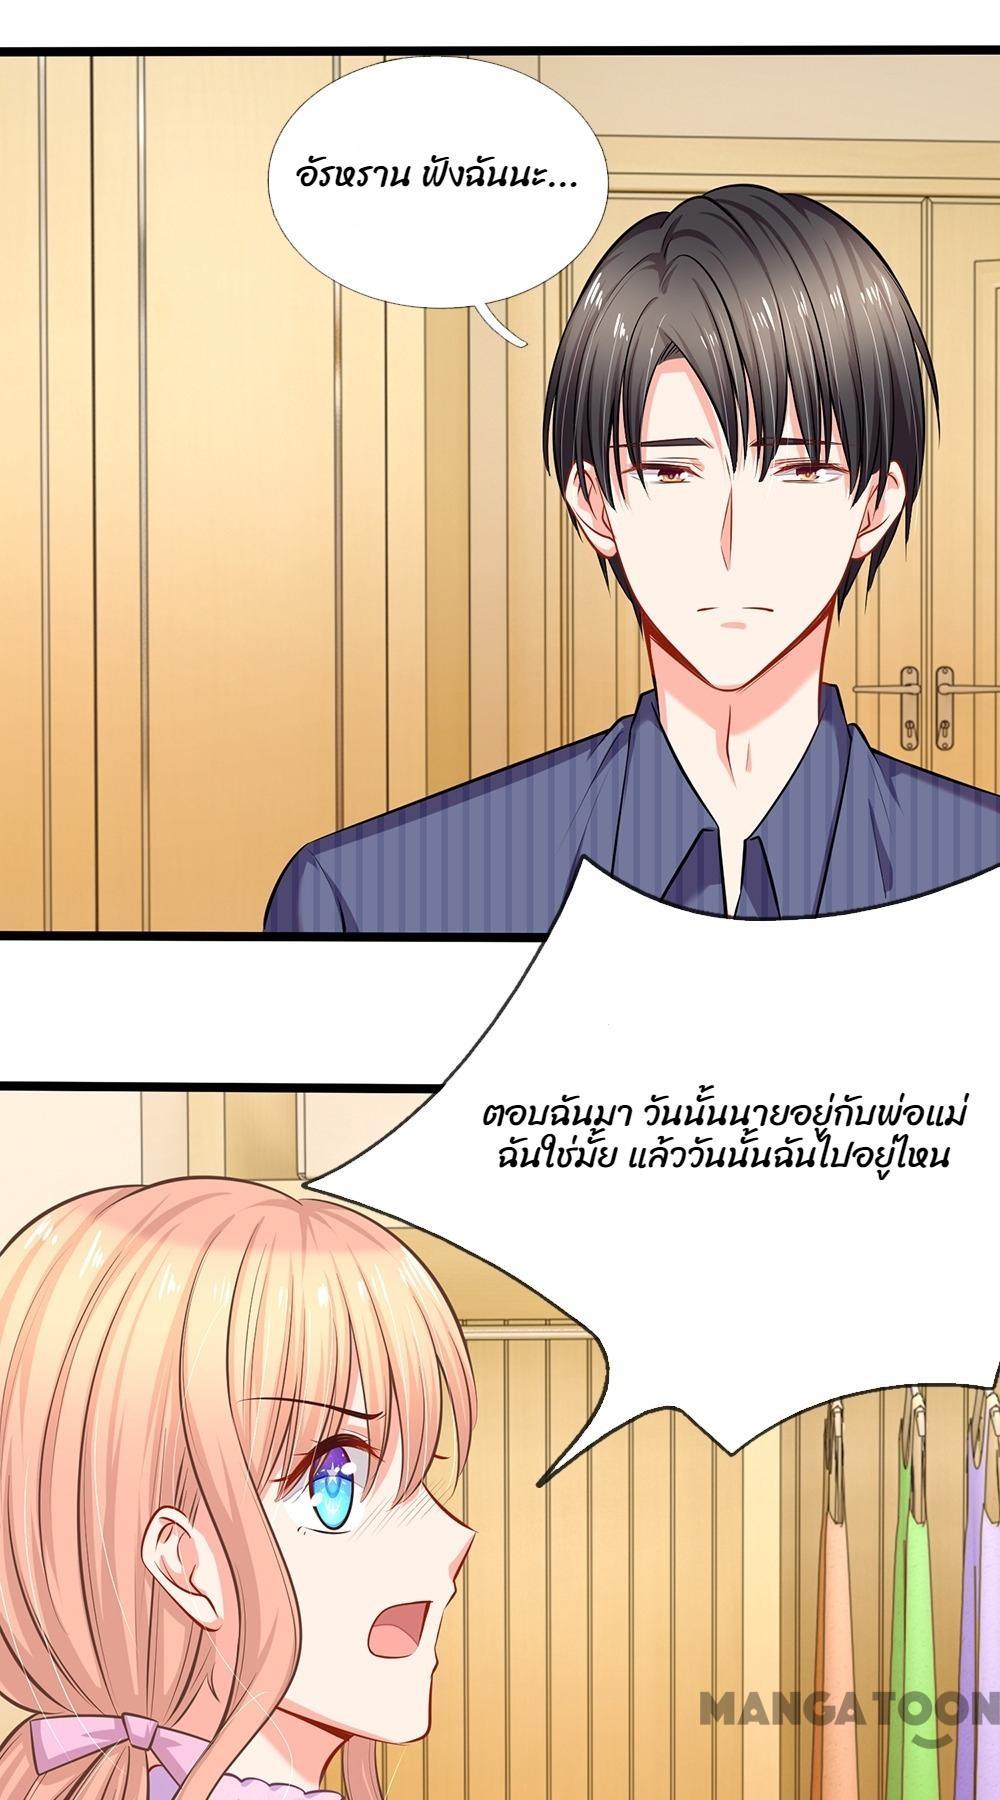 อัรหราน ฟังฉันนะ...
ตอบฉันมา วันนั้นนายอยู่กับพ่อแม่
ฉันใช่มั้ย แล้ววันนั้นฉันไปอยู่ไหน
MANGATOON